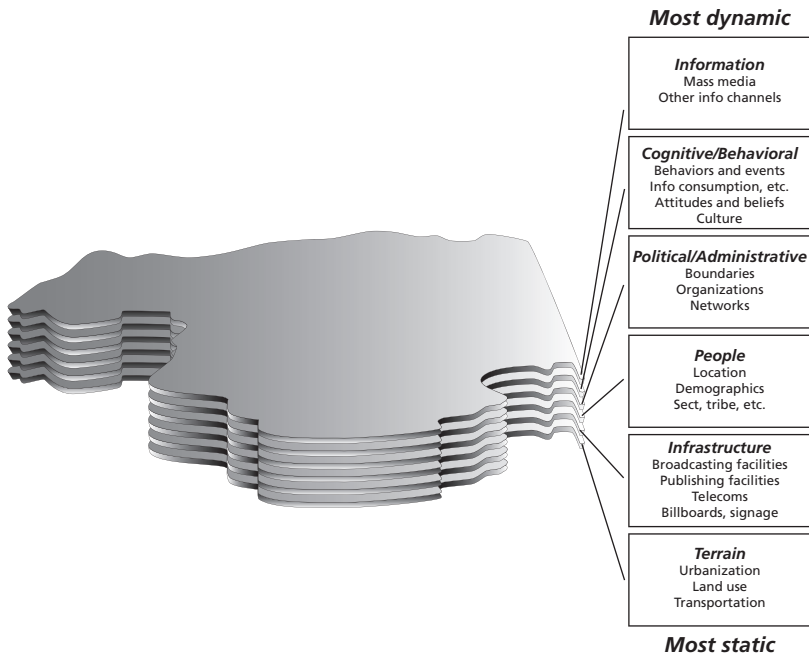 Most dynamic
Information
Mass media
Other info channels
Cognitive/Behavioral
Behaviors and events
Info consumption, etc.
Attitudes and beliefs
Culture
Political/Administrative
Boundaries
Organizations
Networks
People
Location
Demographics
Sect, tribe, etc.
Infrastructure
Broadcasting facilities
Publishing facilities
Telecoms
Billboards, signage
Terrain
Urbanization
Land use
Transportation
Most static